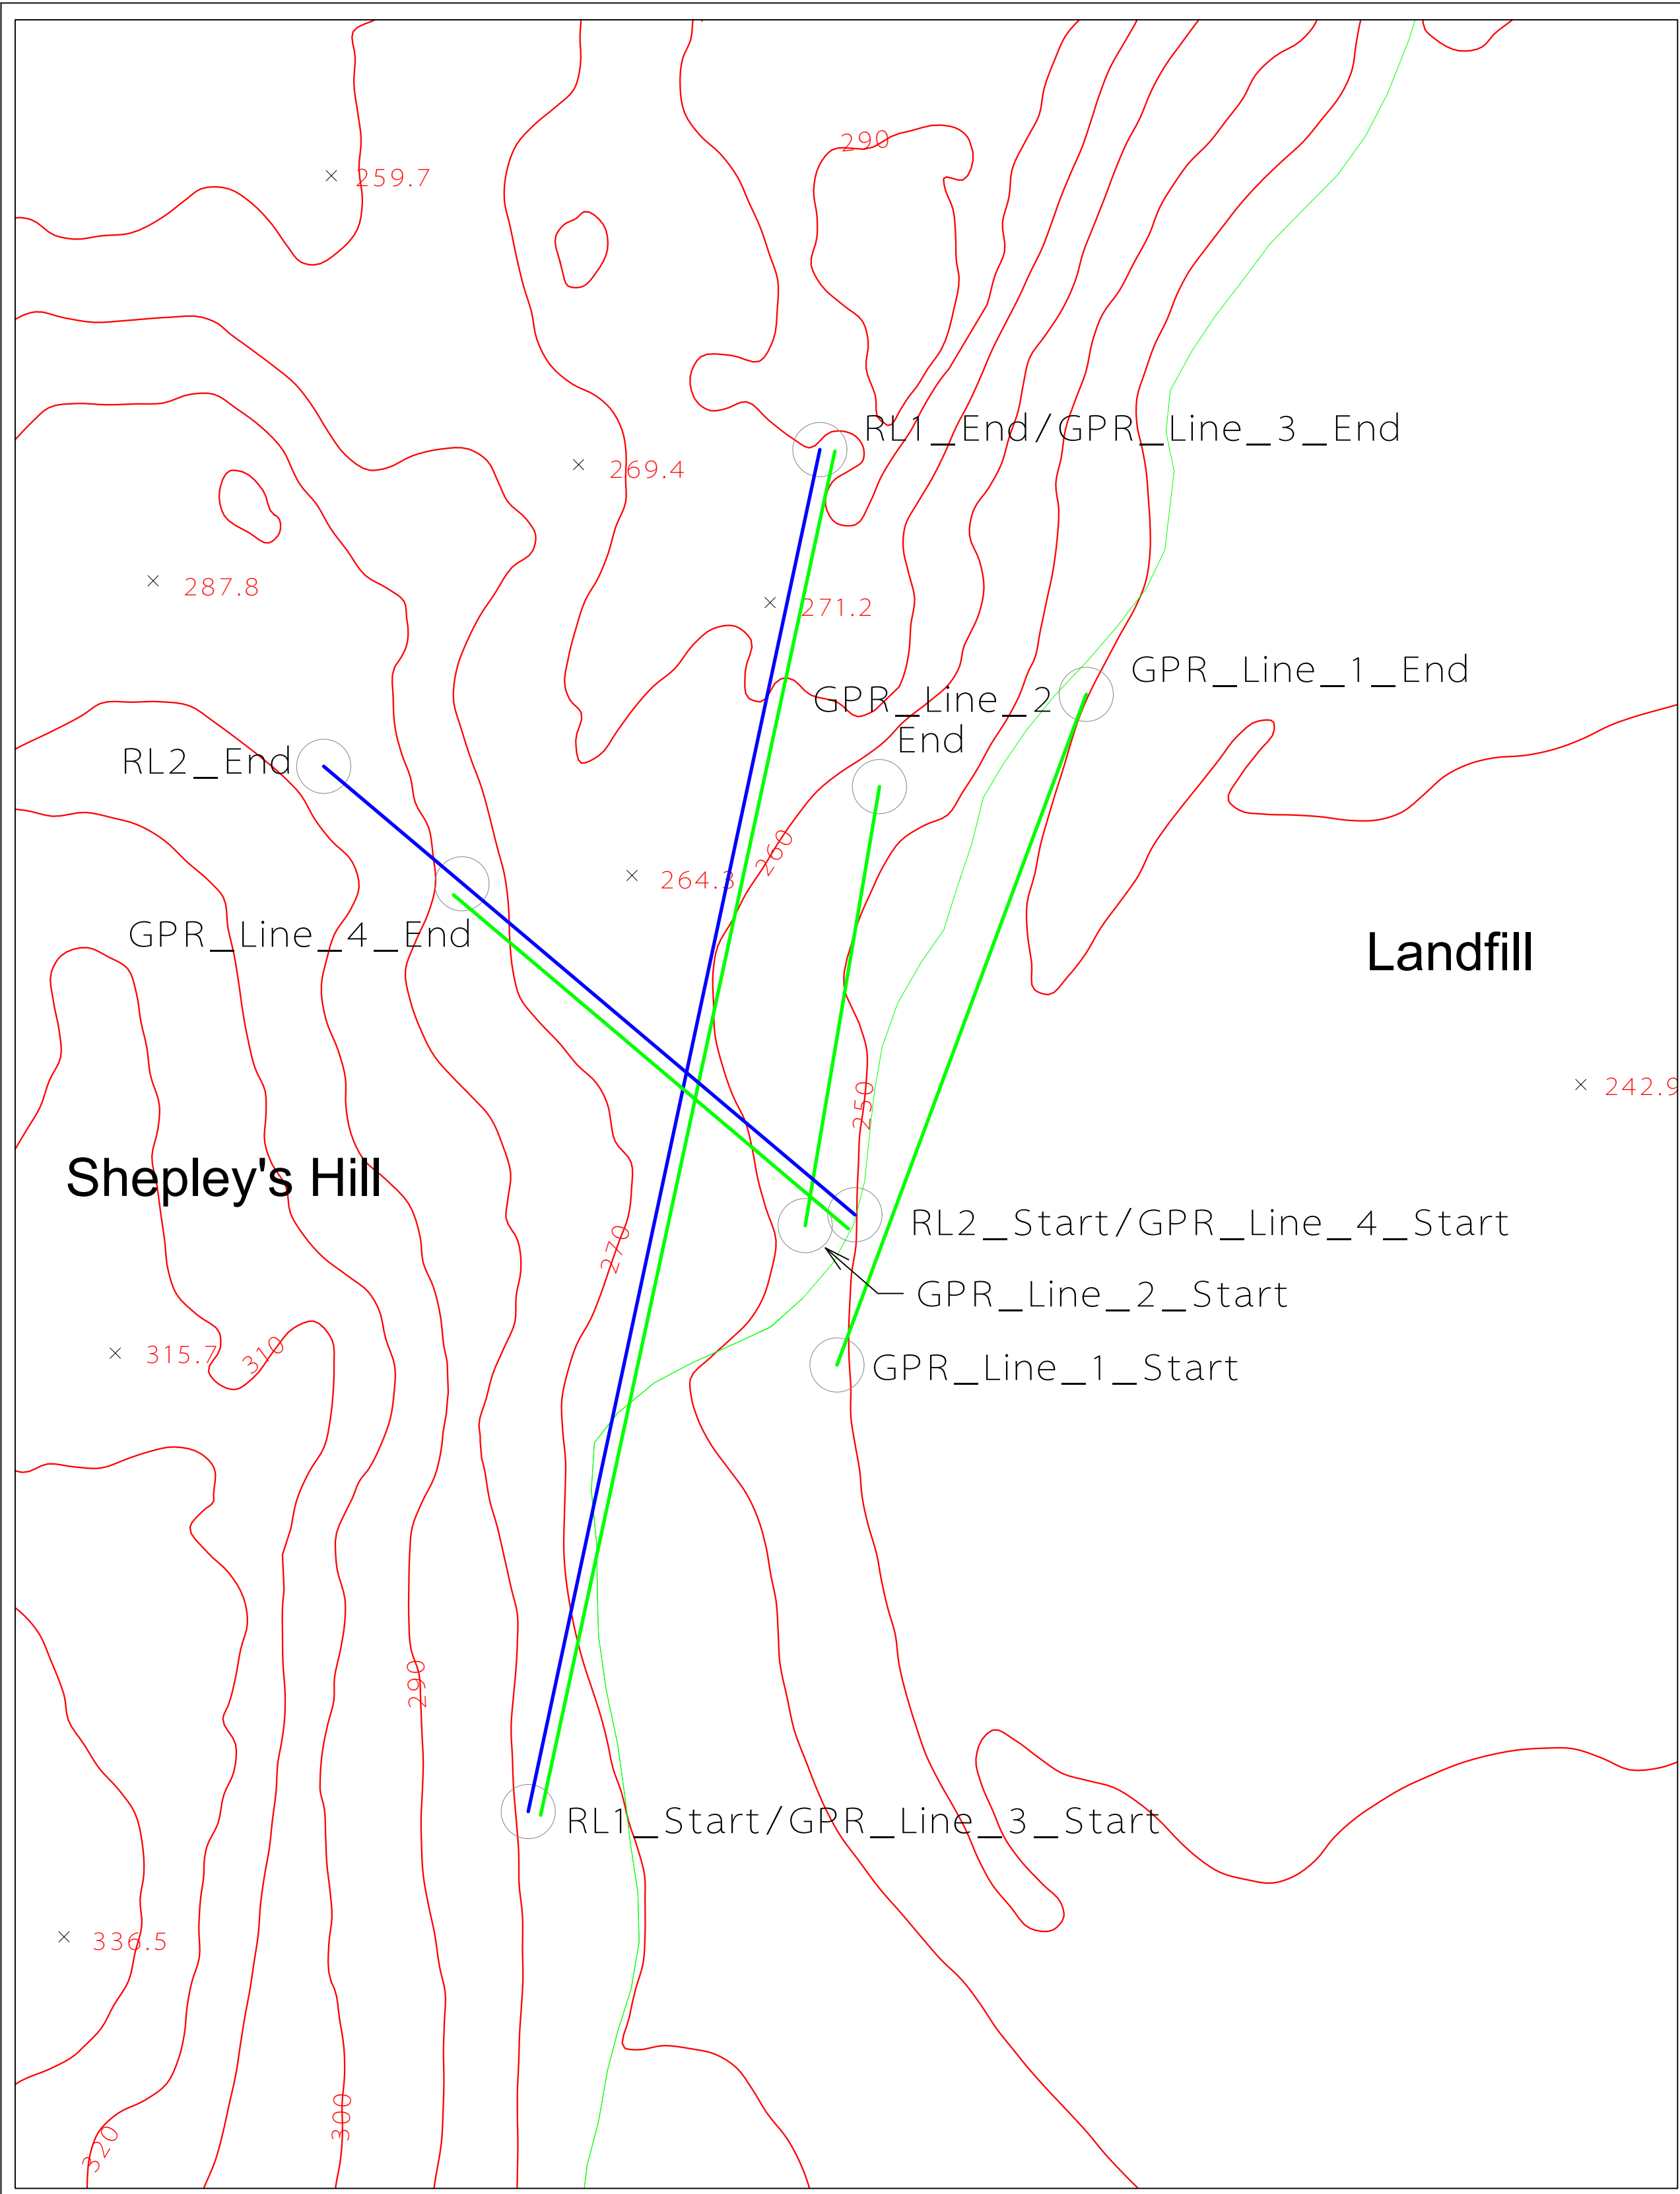 290
259.7
RL1_End/GPR_Line_3_End
269.4
287.8
271.2
GPR_Line_1_End
GPR_Line_2
End
RL2_End
260
264.3
GPR_Line_4_End
Landfill
242.9
250
Shepley's Hill
RL2_Start/GPR_Line_4_Start
270
GPR_Line_2_Start
315.7
310
GPR_Line_1_Start
290
RL1_Start/GPR_Line_3_Start
336.5
300
320